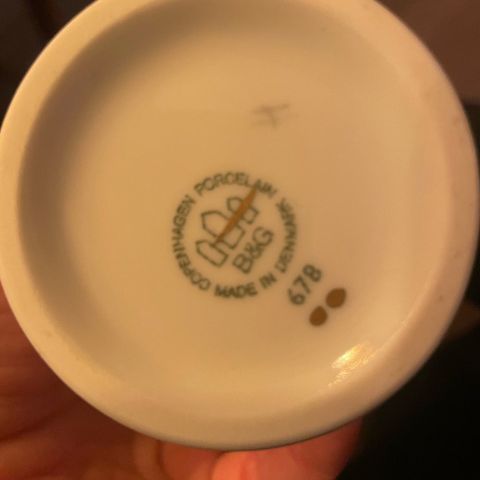 COPENHAGEN PORCELAIN
B&G
MADE IN DENMARK
678